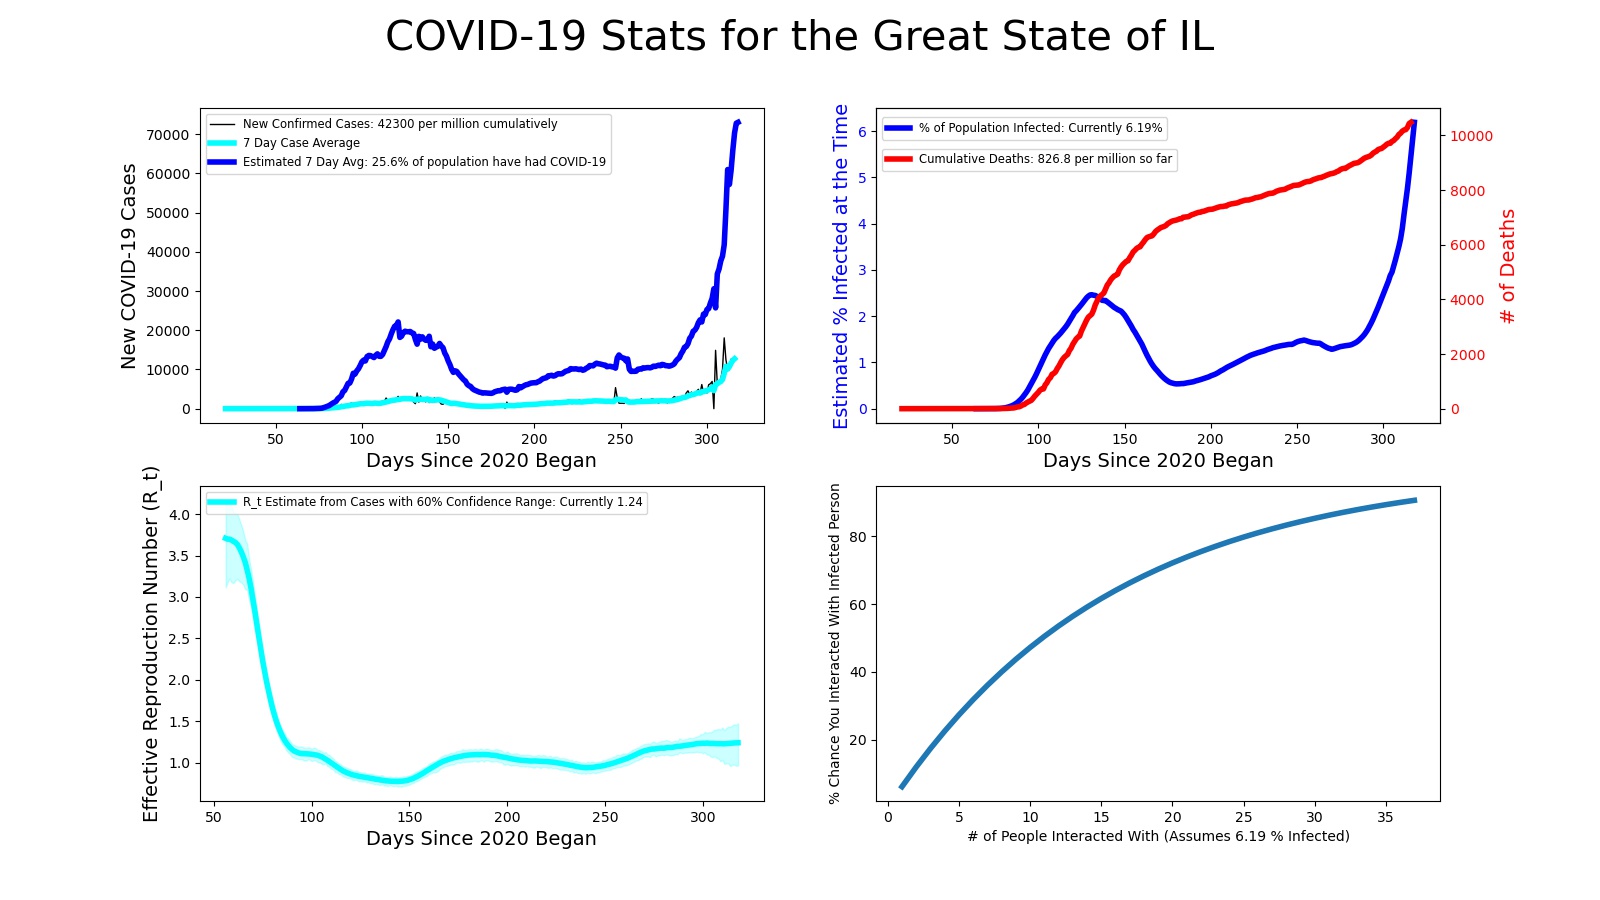 COVID-19 Stats for the Great State of IL
New COVID-19 Cases
70000
60000
50000
40000
30000
20000
10000
0
New Confirmed Cases: 42300 per million cumulatively
7 Day Case Average
Estimated 7 Day Avg: 25.6% of population have had COVID-19
50 100 150 200 250 300
Days Since 2020 Began
Estimated % Infected at the Time
6
5
4
3
2
1
0
% of Population Infected: Currently 6.19%
Cumulative Deaths: 826.8 per million so far
10000
8000
6000
4000
2000
0
# of Deaths
50 100 150 200 250 300
Days Since 2020 Began
Effective Reproduction Number (R_t)
4.0
3.5
3.0
2.5
2.0
1.5
1.0
R_t Estimate from Cases with 60% Confidence Range: Currently 1.24
50 100 150 200 250 300
Days Since 2020 Began
% Chance You Interacted With Infected Person
80
60
40
20
0 5 10 15 20 25 30 35
# of People Interacted With (Assumes 6.19 % Infected)